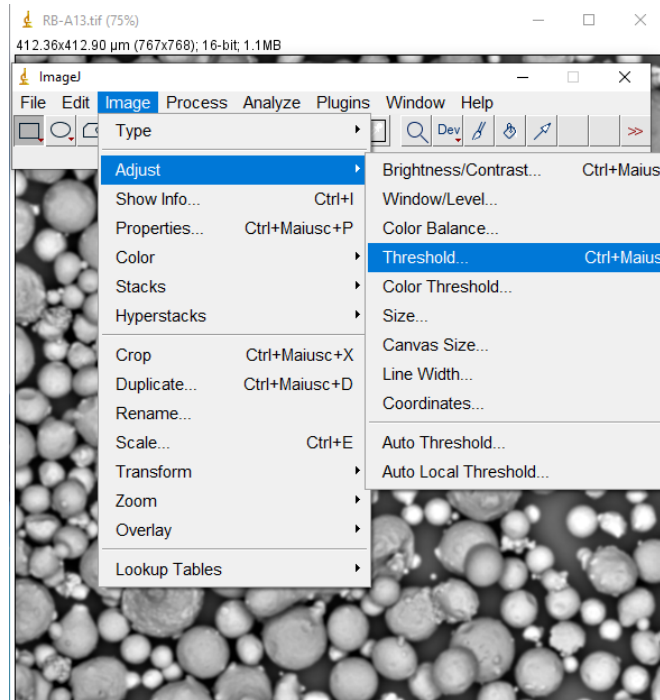 RB-A13.tif (75%)
412.36x412.90 µm (767x768); 16-bit; 1.1MB
ImageJ
File Edit Image Process Analyze Plugins Window Help
Dev
>>
Type
Adjust
Show Info... Ctrl+I
Properties... Ctrl+Maiusc+P
Color
Stacks
Hyperstacks
Crop Ctrl+Maiusc+X
Duplicate... Ctrl+Maiusc+D
Rename...
Scale... Ctrl+E
Transform
Zoom
Overlay
Lookup Tables
Brightness/Contrast... Ctrl+Maius
Window/Level...
Color Balance...
Threshold... Ctrl+Maius
Color Threshold...
Size...
Canvas Size...
Line Width...
Coordinates...
Auto Threshold...
Auto Local Threshold...